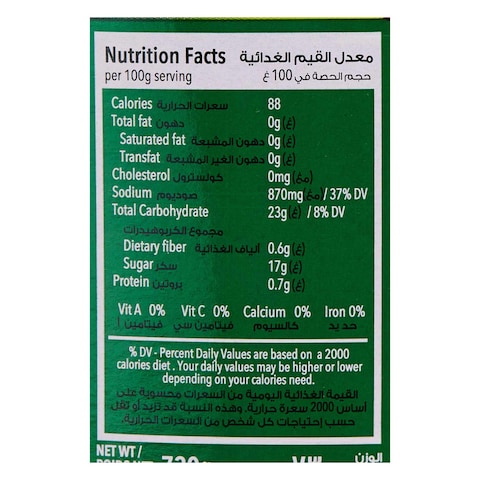 Nutrition Facts معدل القيم الغذائية
per 100g serving حجم الحصة في 100 غ
Calories سعرات الحرارية 88
Total fat دهون 0g (غ)
Saturated fat دهون المشبعة 0g (غ)
Transfat دهون الغير المشبعة 0g (غ)
Cholesterol كولسترول 0mg (مغ)
Sodium صوديوم 870mg (مغ) / 37% DV
Total Carbohydrate 23g (غ) / 8% DV
مجموع الكربوهيدرات
Dietary fiber ألياف الغذائية 0.6g (غ)
Sugar سكر 17g (غ)
Protein بروتين 0.7g (غ)
Vit A 0% Vit C 0% Calcium 0% Iron 0%
فيتامين أ فيتامين سي كالسيوم حديد
% DV - Percent Daily Values are based on a 2000
calories diet . Your daily values may be higher or lower
depending on your calories need.
القيمة الغذائية اليومية من السعرات محسوبة على
أساس 2000 سعرة حرارية. وهذه النسبة قد تزيد أو تقل
حسب إحتياجات كل شخص من السعرات الحرارية.
NET WT / الوزن